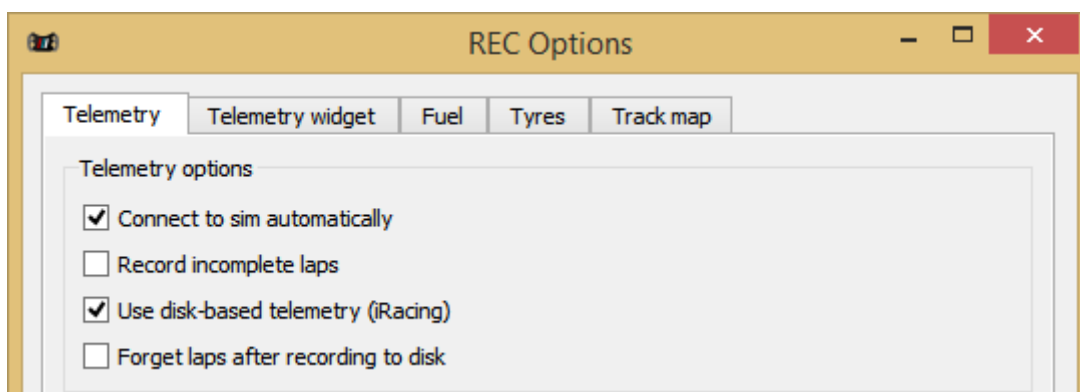 REC Options
Telemetry Telemetry widget Fuel Tyres Track map
Telemetry options
Connect to sim automatically
Record incomplete laps
Use disk-based telemetry (iRacing)
Forget laps after recording to disk